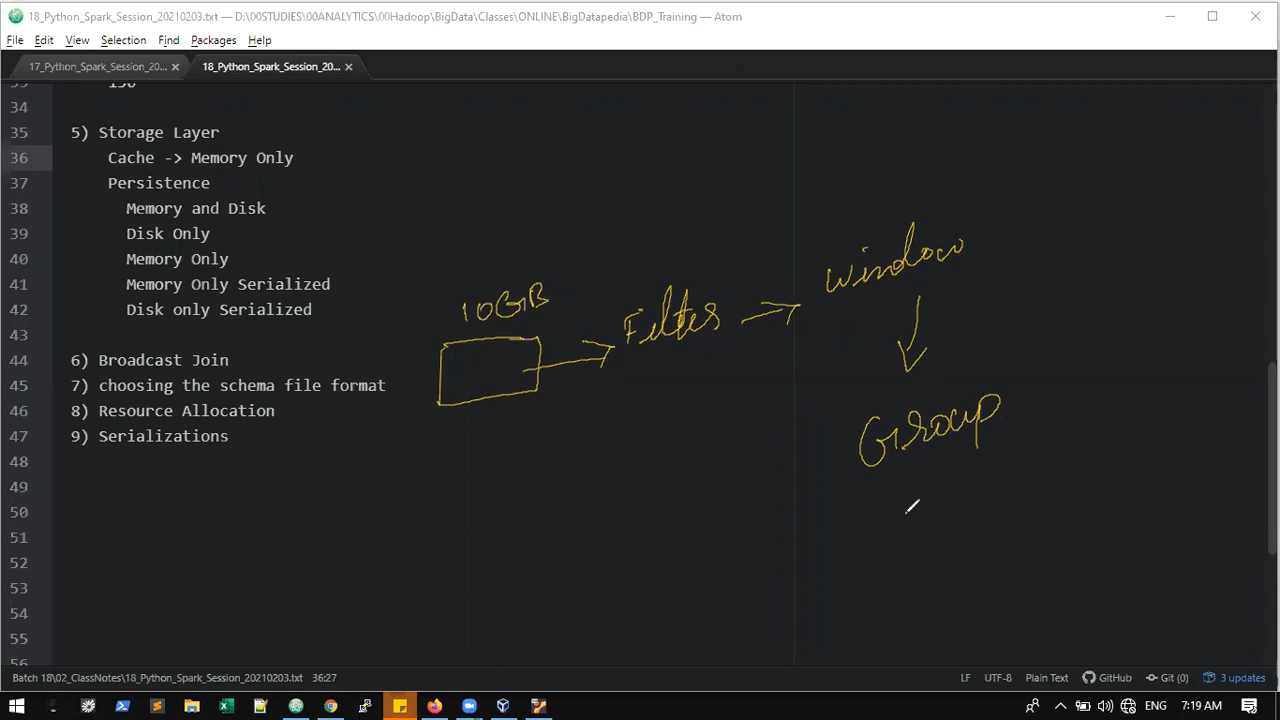 18_Python_Spark_Session_20210203.txt — D:\00STUDIES\00ANALYTICS\00Hadoop\BigData\Classes\ONLINE\BigDatapedia\BDP_Training — Atom
File Edit View Selection Find Packages Help
17_Python_Spark_Session_20... 18_Python_Spark_Session_20...
34
35 5) Storage Layer
36 Cache -> Memory Only
37 Persistence
38 Memory and Disk
39 Disk Only
40 Memory Only
41 Memory Only Serialized
42 Disk only Serialized
43
44 6) Broadcast Join
45 7) choosing the schema file format
46 8) Resource Allocation
47 9) Serializations
48
49
50
51
52
53
54
55
56
10GB
Filter
window
Group
Batch 18\02_ClassNotes\18_Python_Spark_Session_20210203.txt 36:27 LF UTF-8 Plain Text GitHub Git (0) 3 updates
ENG 7:19 AM